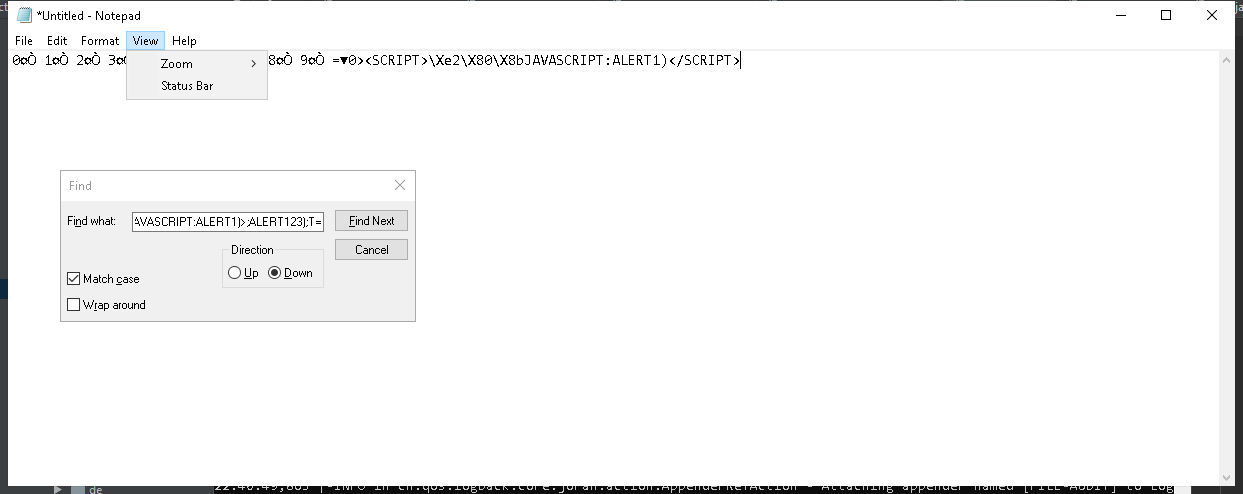 *Untitled - Notepad
File Edit Format View Help
0¤Ò 1¤Ò 2¤Ò 3¤ 8¤Ò 9¤Ò =▼0><SCRIPT>\Xe2\X80\X8bJAVASCRIPT:ALERT1)</SCRIPT>
Zoom
Status Bar
Find
Find what: AVASCRIPT:ALERT1)>;ALERT123);T= Find Next
Direction Cancel
Up Down
Match case
Wrap around
de
22:40:49,865 |-INFO in ch.qos.logback.core.joran.action.AppenderRefAction - Attaching appender named [FILE-AUDIT] to Log